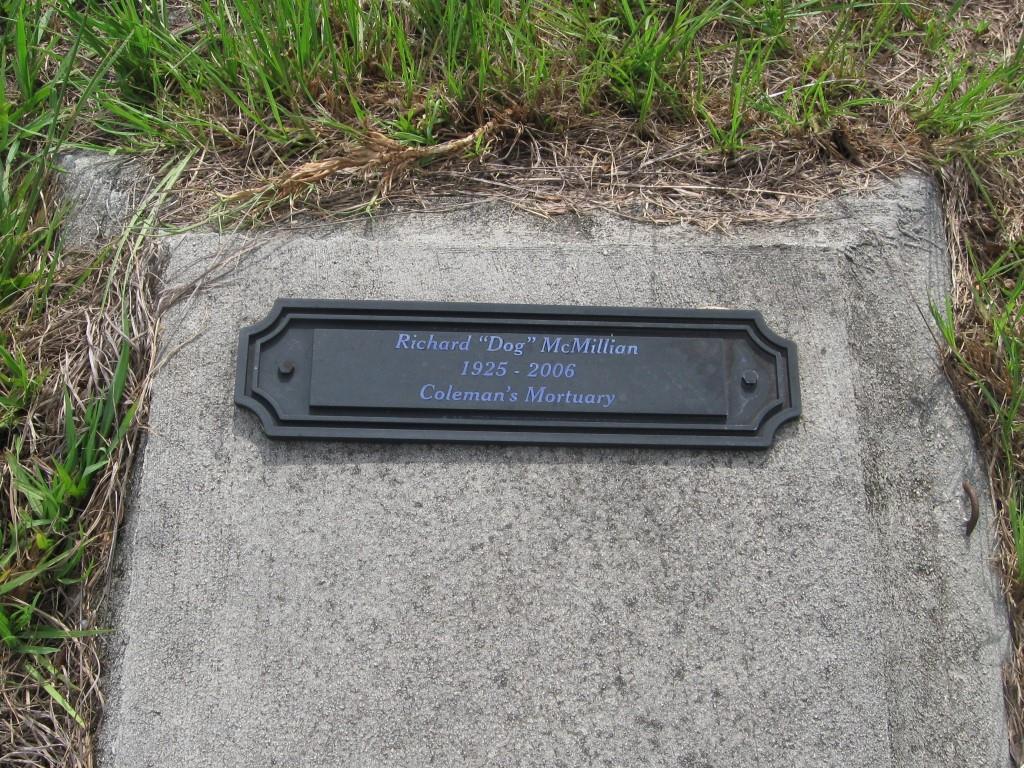 Richard “Dog” McMillian
1925 - 2006
Coleman's Mortuary